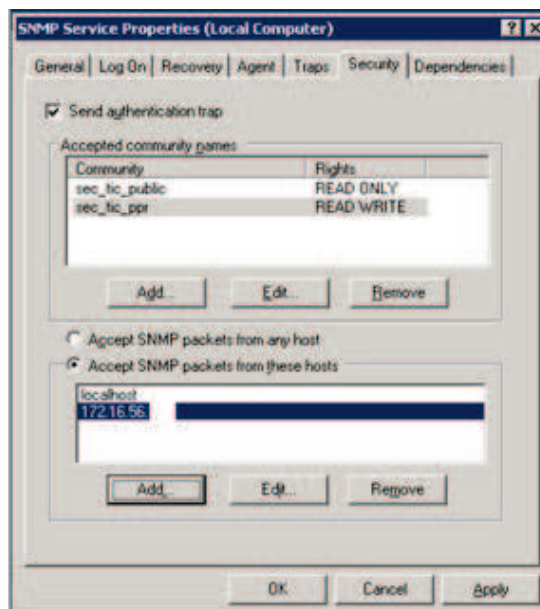 SNMP Service Properties (Local Computer)
General Log On Recovery Agent Traps Security Dependencies
Send authentication trap
Accepted community names
Community Rights
sec_tic_public READ ONLY
sec_tic_ppr READ WRITE
Add... Edit... Remove
Accept SNMP packets from any host
Accept SNMP packets from these hosts
localhost
172.16.56.
Add... Edit... Remove
OK Cancel Apply